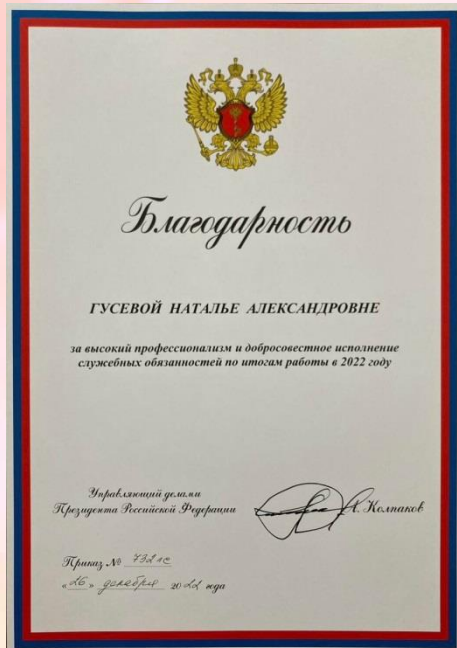 Благодарность
ГУСЕВОЙ НАТАЛЬЕ АЛЕКСАНДРОВНЕ
за высокий профессионализм и добросовестное исполнение
служебных обязанностей по итогам работы в 2022 году
Управляющий делами
Президента Российской Федерации
А. Колпаков
Приказ № 732лс
«26» декабря 2022 года